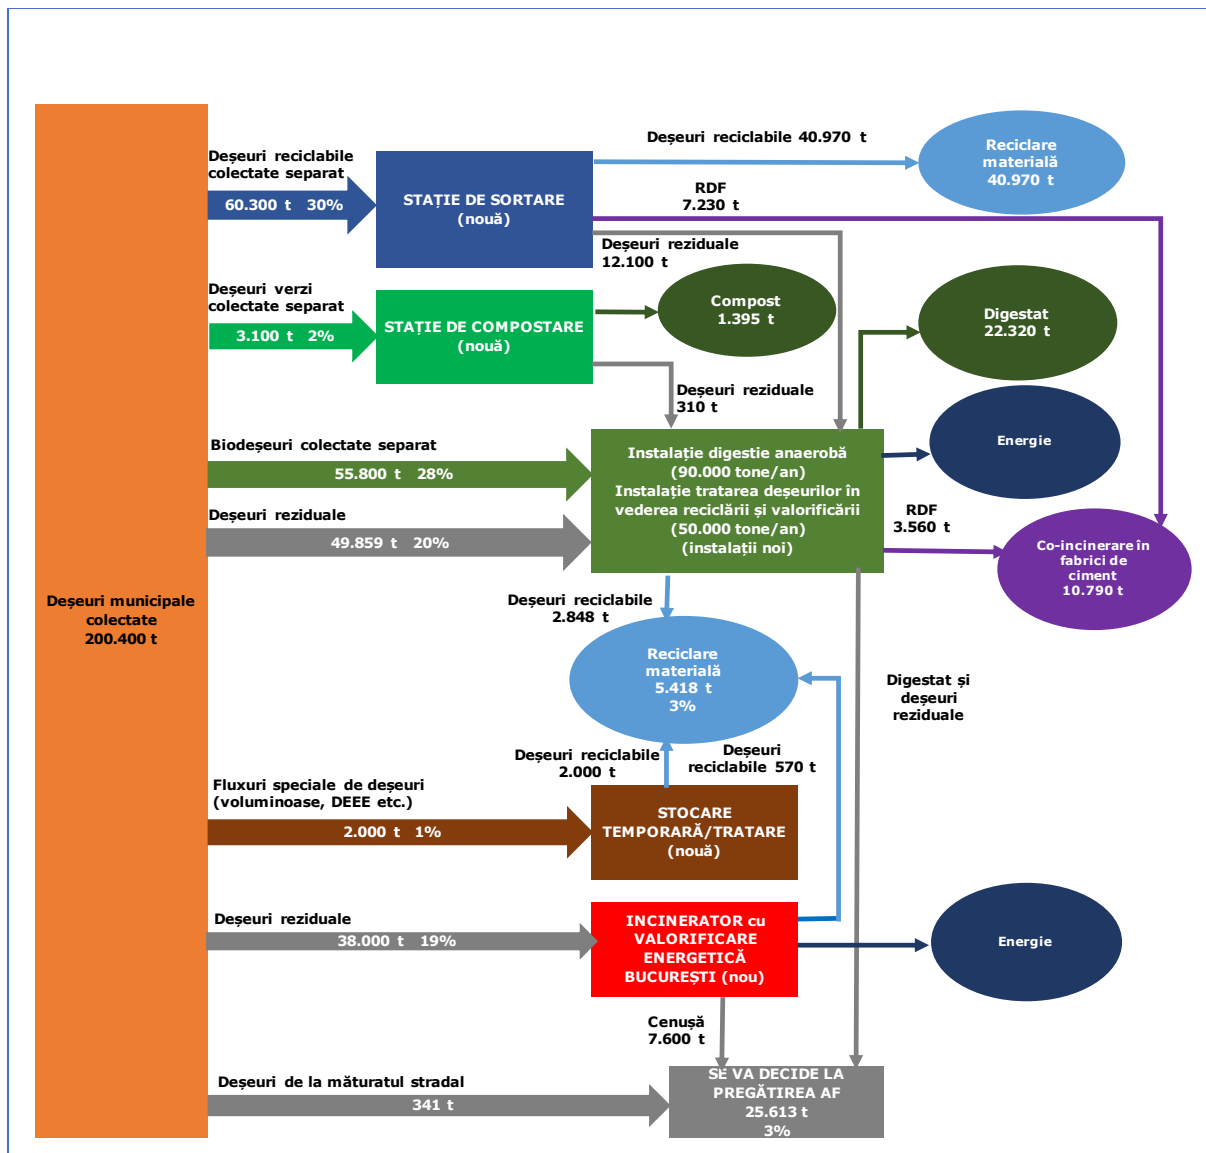 Deșeuri municipale
colectate
200.400 t
Deșeuri reciclabile
colectate separat
60.300 t 30%
STAȚIE DE SORTARE
(nouă)
Deșeuri reciclabile 40.970 t
Reciclare
materială
40.970 t
RDF
7.230 t
Deșeuri reziduale
12.100 t
Deșeuri verzi
colectate separat
3.100 t 2%
STAȚIE DE COMPOSTARE
(nouă)
Compost
1.395 t
Deșeuri reziduale
310 t
Digestat
22.320 t
Biodeșeuri colectate separat
55.800 t 28%
Deșeuri reziduale
49.859 t 20%
Instalație digestie anaerobă
(90.000 tone/an)
Instalație tratarea deșeurilor în
vederea reciclării și valorificării
(50.000 tone/an)
(instalații noi)
Energie
RDF
3.560 t
Co-incinerare în
fabrici de
ciment
10.790 t
Deșeuri reciclabile
2.848 t
Reciclare
materială
5.418 t
3%
Digestat și
deșeuri
reziduale
Deșeuri reciclabile
2.000 t
Deșeuri
reciclabile 570 t
Fluxuri speciale de deșeuri
(voluminoase, DEEE etc.)
2.000 t 1%
STOCARE
TEMPORARĂ/TRATARE
(nouă)
Deșeuri reziduale
38.000 t 19%
INCINERATOR cu
VALORIFICARE
ENERGETICĂ
BUCUREȘTI (nou)
Energie
Cenușă
7.600 t
Deșeuri de la măturatul stradal
341 t
SE VA DECIDE LA
PREGĂTIREA AF
25.613 t
3%